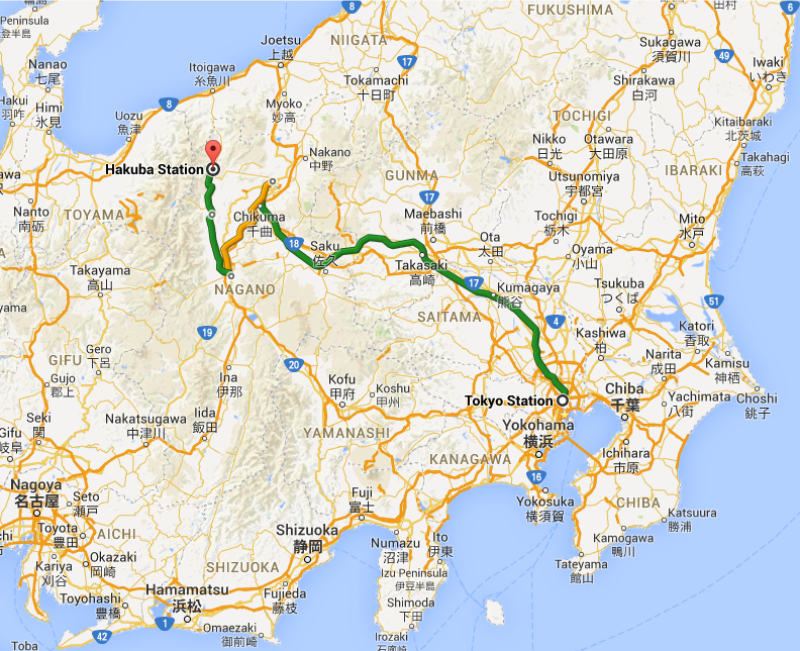 FUKUSHIMA
8
6
Peninsula
登半島
Joetsu
上越
NIIGATA
Sukagawa
須賀川
Nanao
七尾
Itoigawa
糸魚川
17
49
Iwaki
いわき
Tokamachi
十日町
Shirakawa
白河
Hakui
羽咋
Himi
氷見
8
Myoko
妙高
Uozu
魚津
TOCHIGI
Kitaibaraki
北茨城
Nikko
日光
Otawara
大田原
Nakano
中野
Takahagi
高萩
Hakuba Station
GUNMA
Utsunomiya
宇都宮
IBARAKI
17
Nanto
南砺
TOYAMA
Chikuma
千曲
Maebashi
前橋
Tochigi
栃木
Mito
水戸
18
Saku
佐久
Ota
太田
Oyama
小山
Takayama
高山
Takasaki
高崎
NAGANO
17
Kumagaya
熊谷
Tsukuba
つくば
51
SAITAMA
4
Kashiwa
柏
Katori
香取
19
GIFU
Gero
下呂
20
Narita
成田
Kamisu
神栖
Gujo
郡上
Ina
伊那
Kofu
甲府
Koshu
甲州
Tokyo Station
Chiba
千葉
Yachimata
八街
Choshi
銚子
Seki
関
Nakatsugawa
中津川
Iida
飯田
Yokohama
横浜
YAMANASHI
Gifu
岐阜
KANAGAWA
Ichihara
市原
Nagoya
名古屋
Seto
瀬戸
Fuji
富士
16
Yokosuka
横須賀
CHIBA
Katsuura
勝浦
Toyota
豊田
AICHI
Shizuoka
静岡
Kamogawa
鴨川
Numazu
沼津
Ito
伊東
Okazaki
岡崎
Kariya
刈谷
SHIZUOKA
Tateyama
館山
Izu Peninsula
伊豆半島
Hamamatsu
浜松
Fujieda
藤枝
Toyohashi
豊橋
Shimoda
下田
1
Omaezaki
御前崎
42
Irozaki
石廊崎
Toba